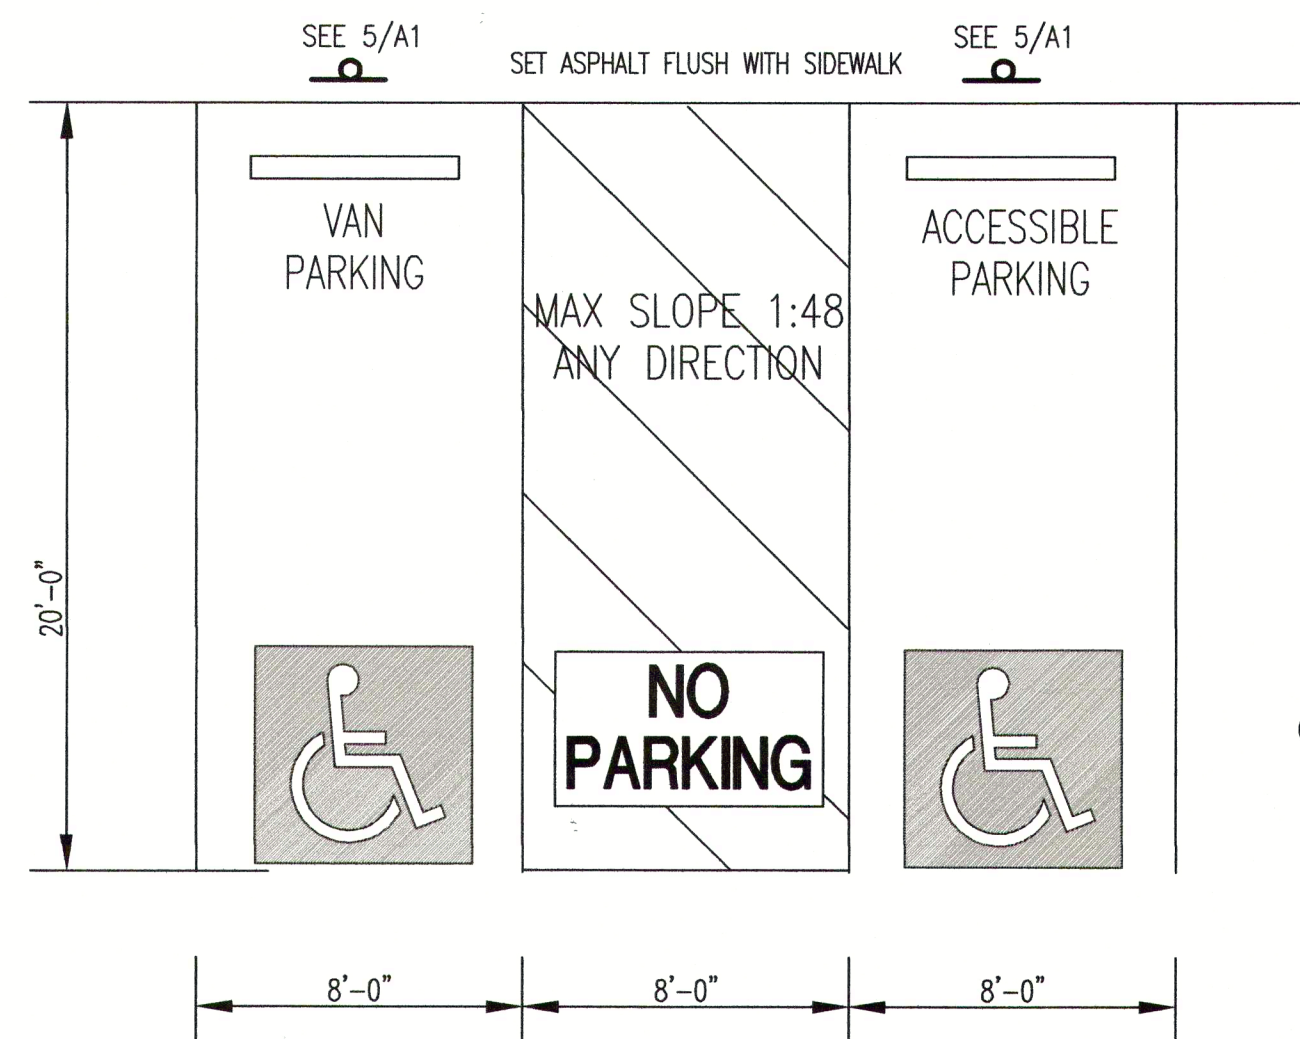 SEE 5/A1
SET ASPHALT FLUSH WITH SIDEWALK
SEE 5/A1
VAN
PARKING
ACCESSIBLE
PARKING
MAX SLOPE 1:48
ANY DIRECTION
20'-0"
NO
PARKING
8'-0"
8'-0"
8'-0"